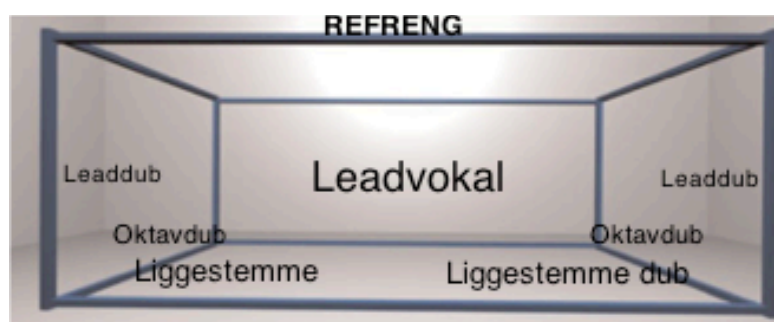 REFRENG
Leaddub Leadvokal Leaddub
Oktavdub Oktavdub
Liggestemme Liggestemme dub